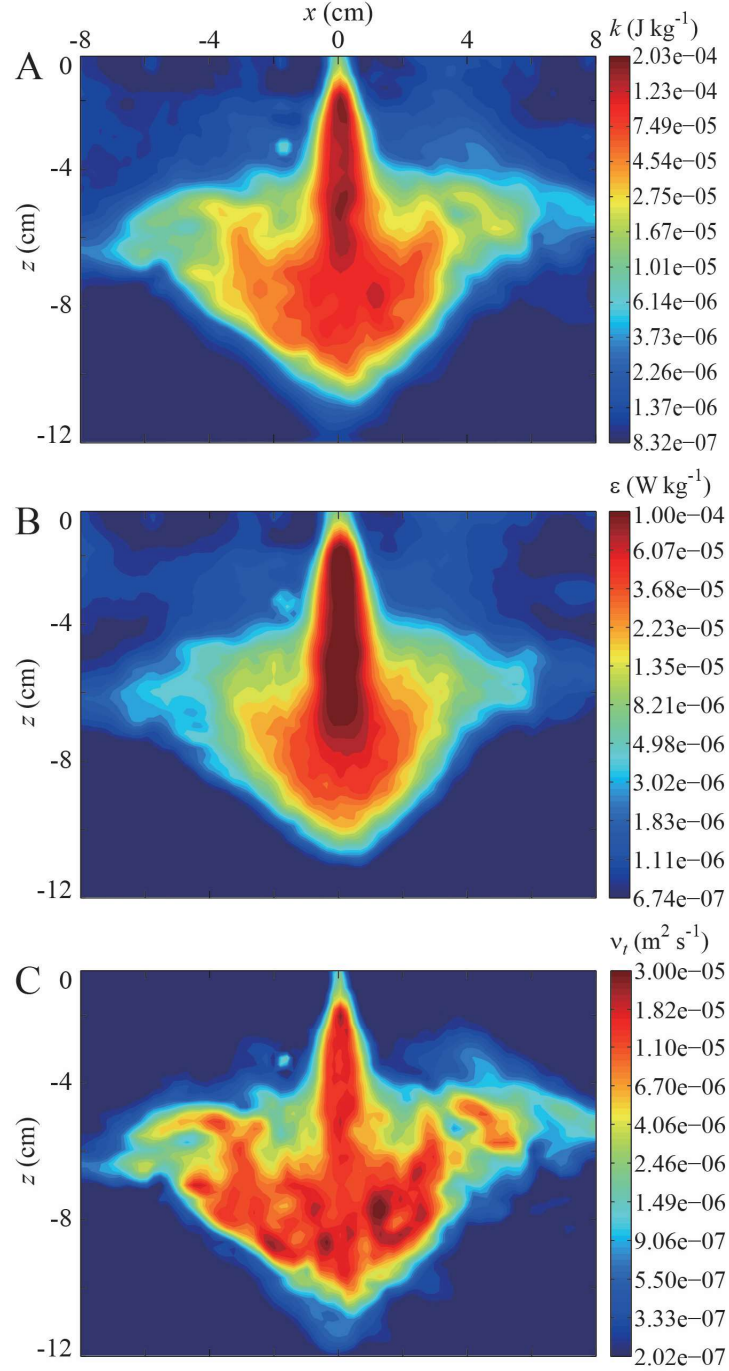 x (cm)
-8 -4 0 4 8
k (J kg⁻¹)
A
0
-4
-8
-12
z (cm)
2.03e−04
1.23e−04
7.49e−05
4.54e−05
2.75e−05
1.67e−05
1.01e−05
6.14e−06
3.73e−06
2.26e−06
1.37e−06
8.32e−07
ε (W kg⁻¹)
B
0
-4
-8
-12
z (cm)
1.00e−04
6.07e−05
3.68e−05
2.23e−05
1.35e−05
8.21e−06
4.98e−06
3.02e−06
1.83e−06
1.11e−06
6.74e−07
νₜ (m² s⁻¹)
C
0
-4
-8
-12
z (cm)
3.00e−05
1.82e−05
1.10e−05
6.70e−06
4.06e−06
2.46e−06
1.49e−06
9.06e−07
5.50e−07
3.33e−07
2.02e−07